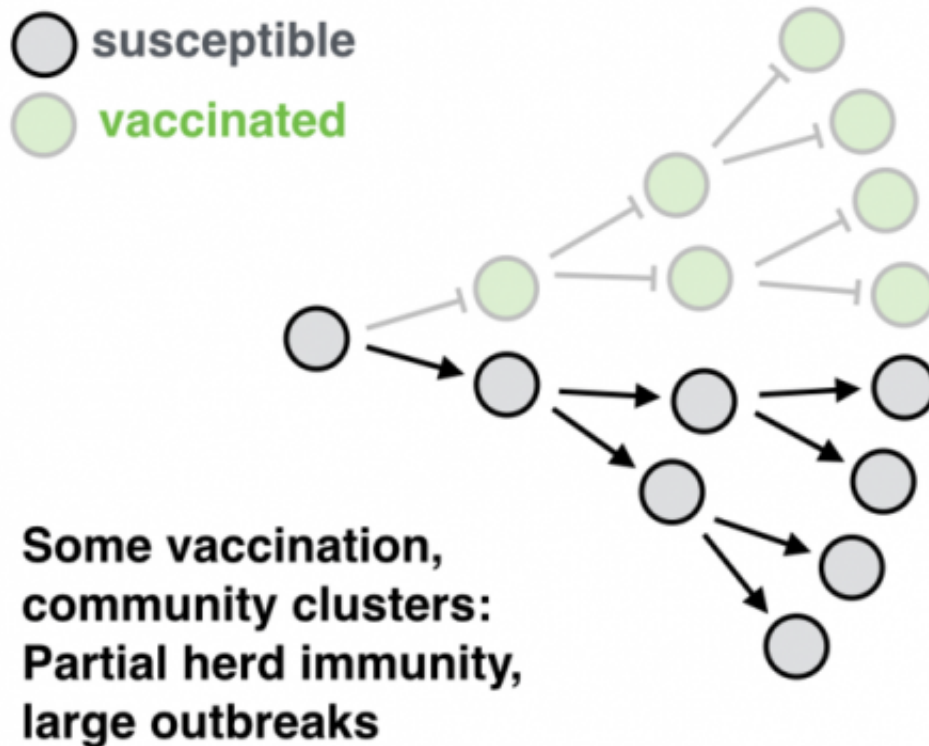 susceptible
vaccinated
Some vaccination,
community clusters:
Partial herd immunity,
large outbreaks